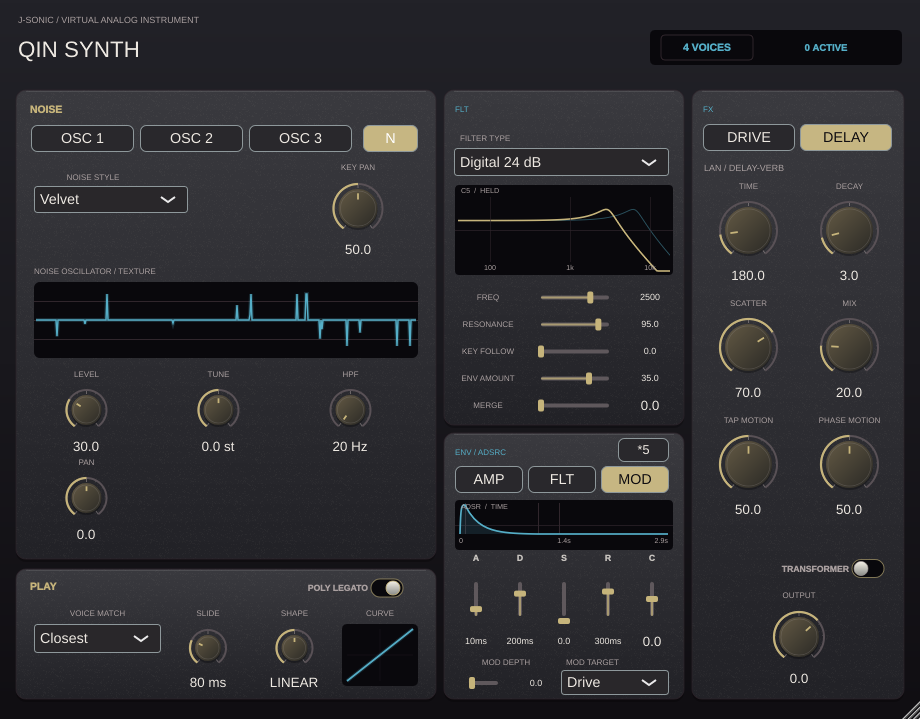 J-SONIC / VIRTUAL ANALOG INSTRUMENT
QIN SYNTH
4 VOICES
0 ACTIVE
NOISE
OSC 1
OSC 2
OSC 3
N
NOISE STYLE
Velvet
KEY PAN
50.0
NOISE OSCILLATOR / TEXTURE
LEVEL
TUNE
HPF
30.0
0.0 st
20 Hz
PAN
0.0
PLAY
POLY LEGATO
VOICE MATCH
Closest
SLIDE
80 ms
SHAPE
LINEAR
CURVE
FLT
FILTER TYPE
Digital 24 dB
C5 / HELD
100
1k
10k
FREQ
2500
RESONANCE
95.0
KEY FOLLOW
0.0
ENV AMOUNT
35.0
MERGE
0.0
ENV / ADSRC
*5
AMP
FLT
MOD
ADSR / TIME
0
1.4s
2.9s
A
D
S
R
C
10ms
200ms
0.0
300ms
0.0
MOD DEPTH
0.0
MOD TARGET
Drive
FX
DRIVE
DELAY
LAN / DELAY-VERB
TIME
DECAY
180.0
3.0
SCATTER
MIX
70.0
20.0
TAP MOTION
PHASE MOTION
50.0
50.0
TRANSFORMER
OUTPUT
0.0